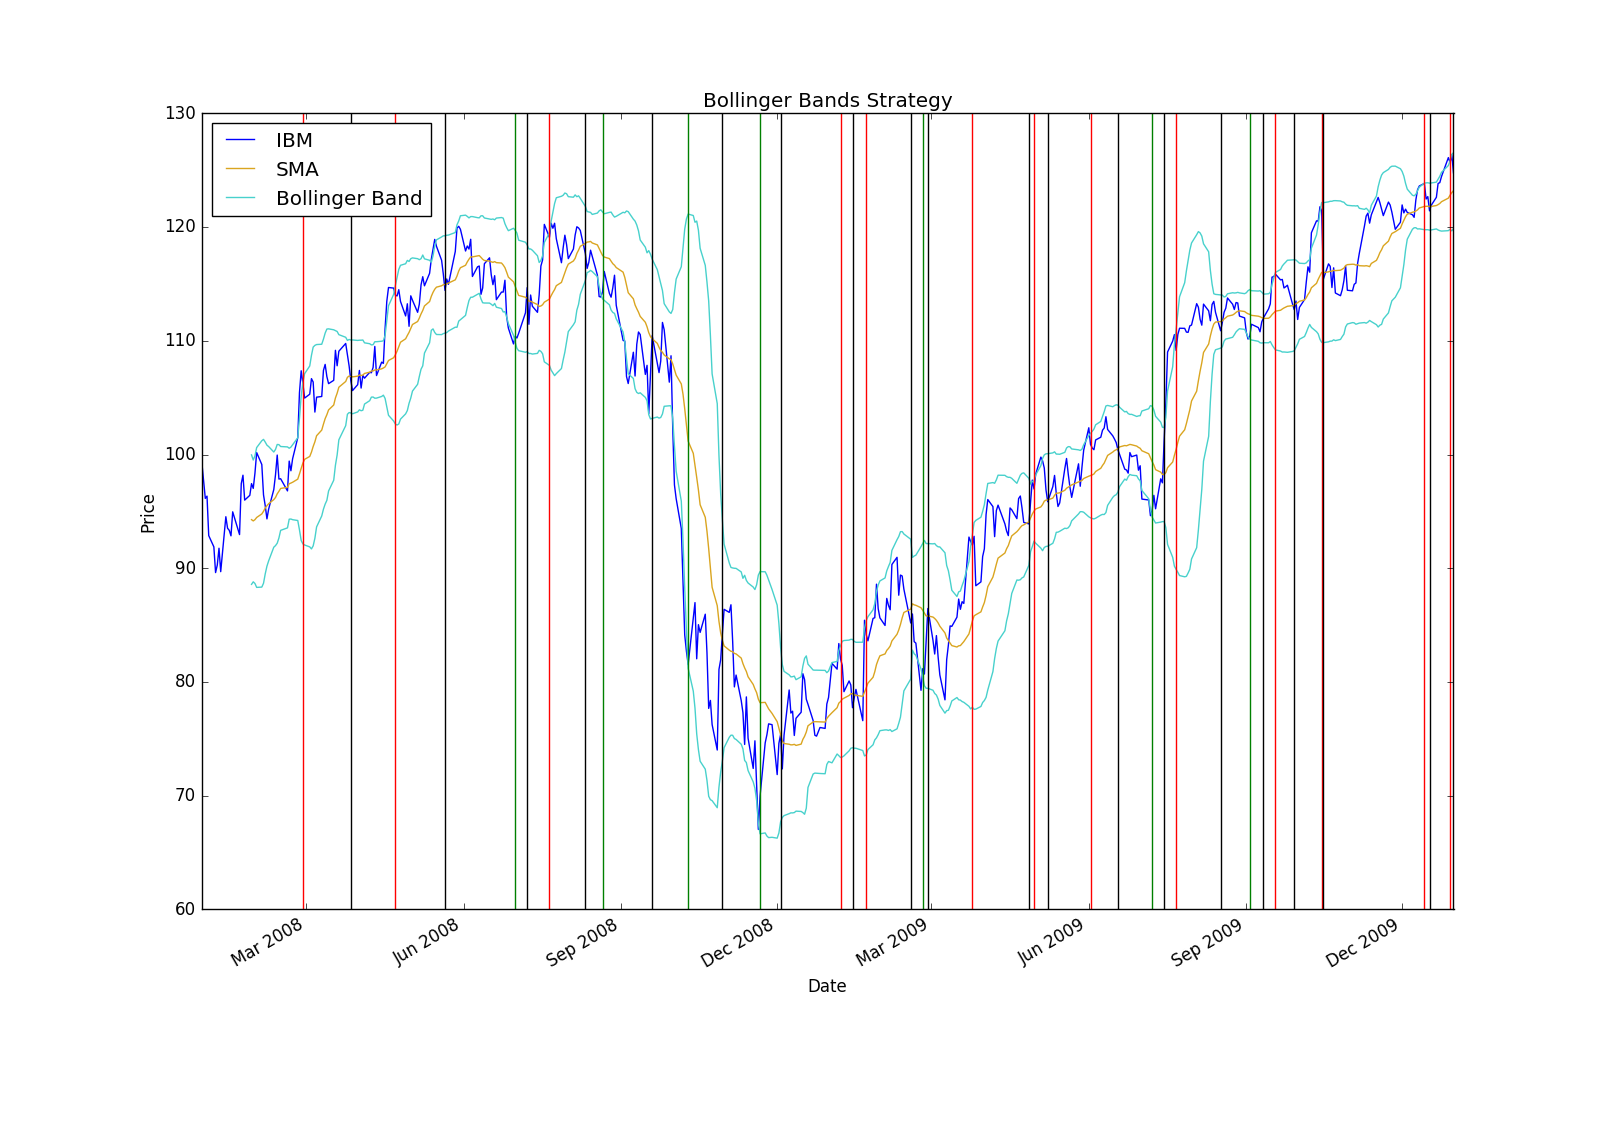 Bollinger Bands Strategy
IBM
SMA
Bollinger Band
130
120
110
100
90
80
70
60
Price
Mar 2008
Jun 2008
Sep 2008
Dec 2008
Mar 2009
Jun 2009
Sep 2009
Dec 2009
Date